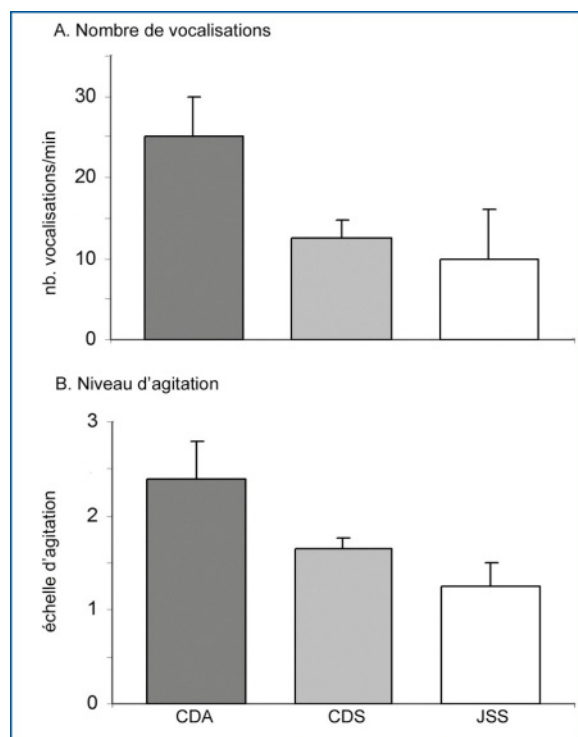 A. Nombre de vocalisations
nb. vocalisations/min
30
20
10
0
B. Niveau d'agitation
échelle d'agitation
3
2
1
0
CDA CDS JSS